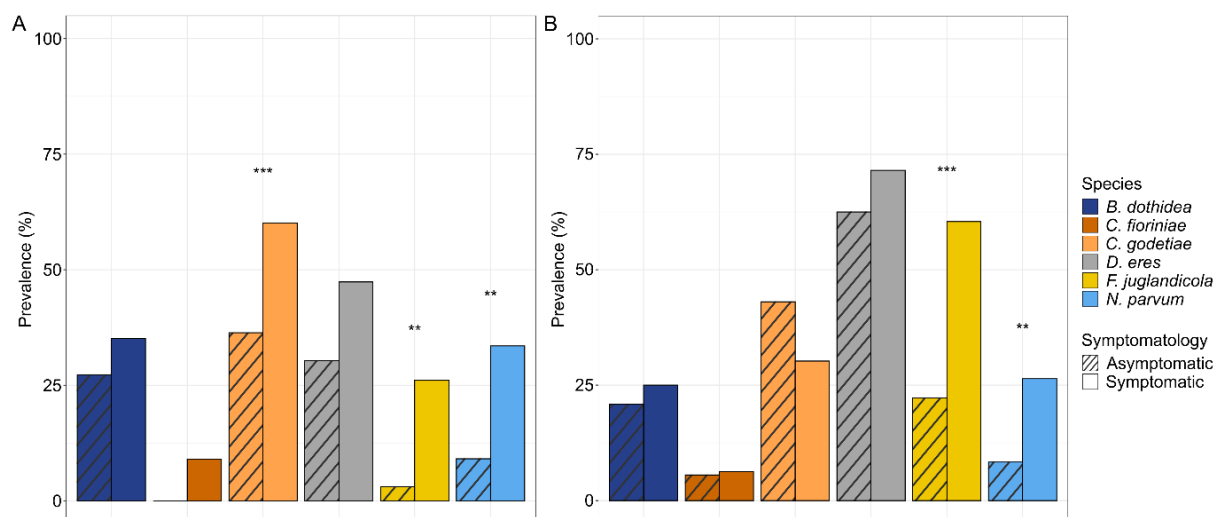 A
Prevalence (%)
100
75
50
25
0
***
**
**
B
Prevalence (%)
100
75
50
25
0
***
**
Species
B. dothidea
C. fioriniae
C. godetiae
D. eres
F. juglandicola
N. parvum
Symptomatology
Asymptomatic
Symptomatic